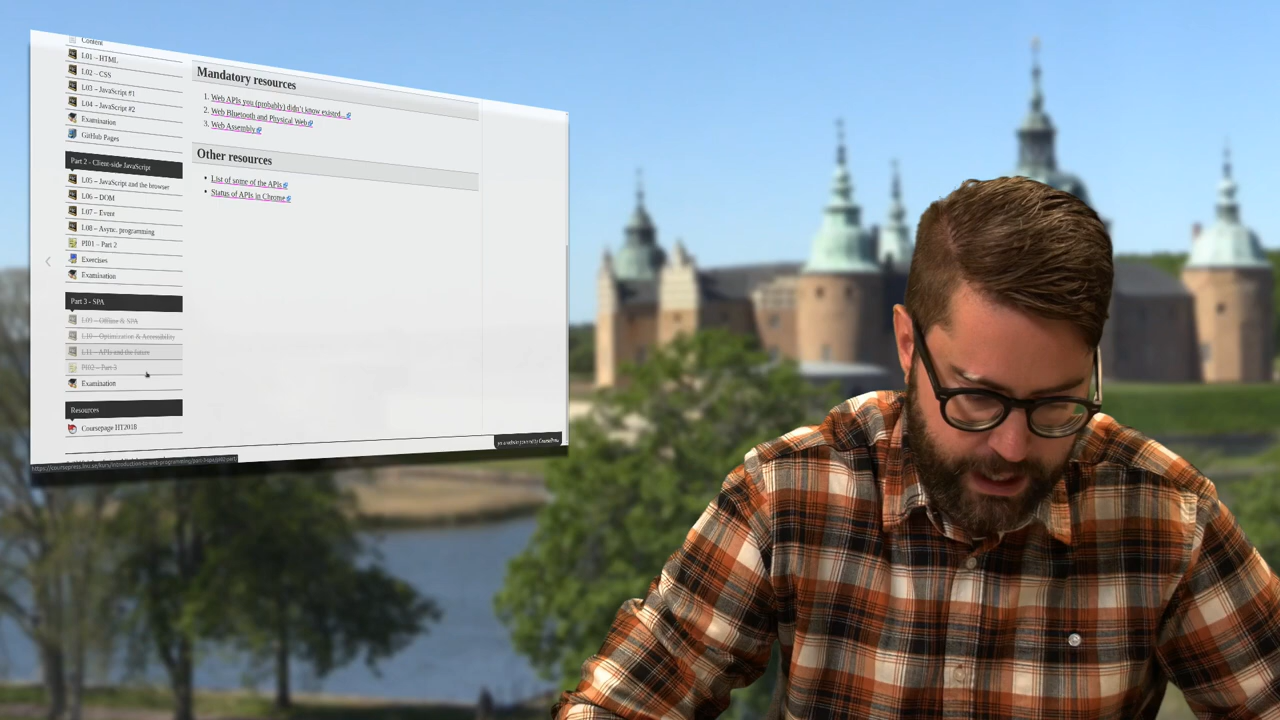 Content
L01 – HTML
L02 – CSS
L03 – JavaScript #1
L04 – JavaScript #2
Examination
GitHub Pages
Part 2 - Client-side JavaScript
L05 – JavaScript and the browser
L06 – DOM
L07 – Event
L08 – Async. programming
PI01 – Part 2
Exercises
Examination
Part 3 - SPA
L09 – Offline & SPA
L10 – Optimization & Accessibility
L11 – APIs and the future
PI02 – Part 3
Examination
Resources
Coursepage HT2018
Mandatory resources
1. Web APIs you (probably) didn't know existed...
2. Web Bluetooth and Physical Web
3. Web Assembly
Other resources
• List of some of the APIs
• Status of APIs in Chrome